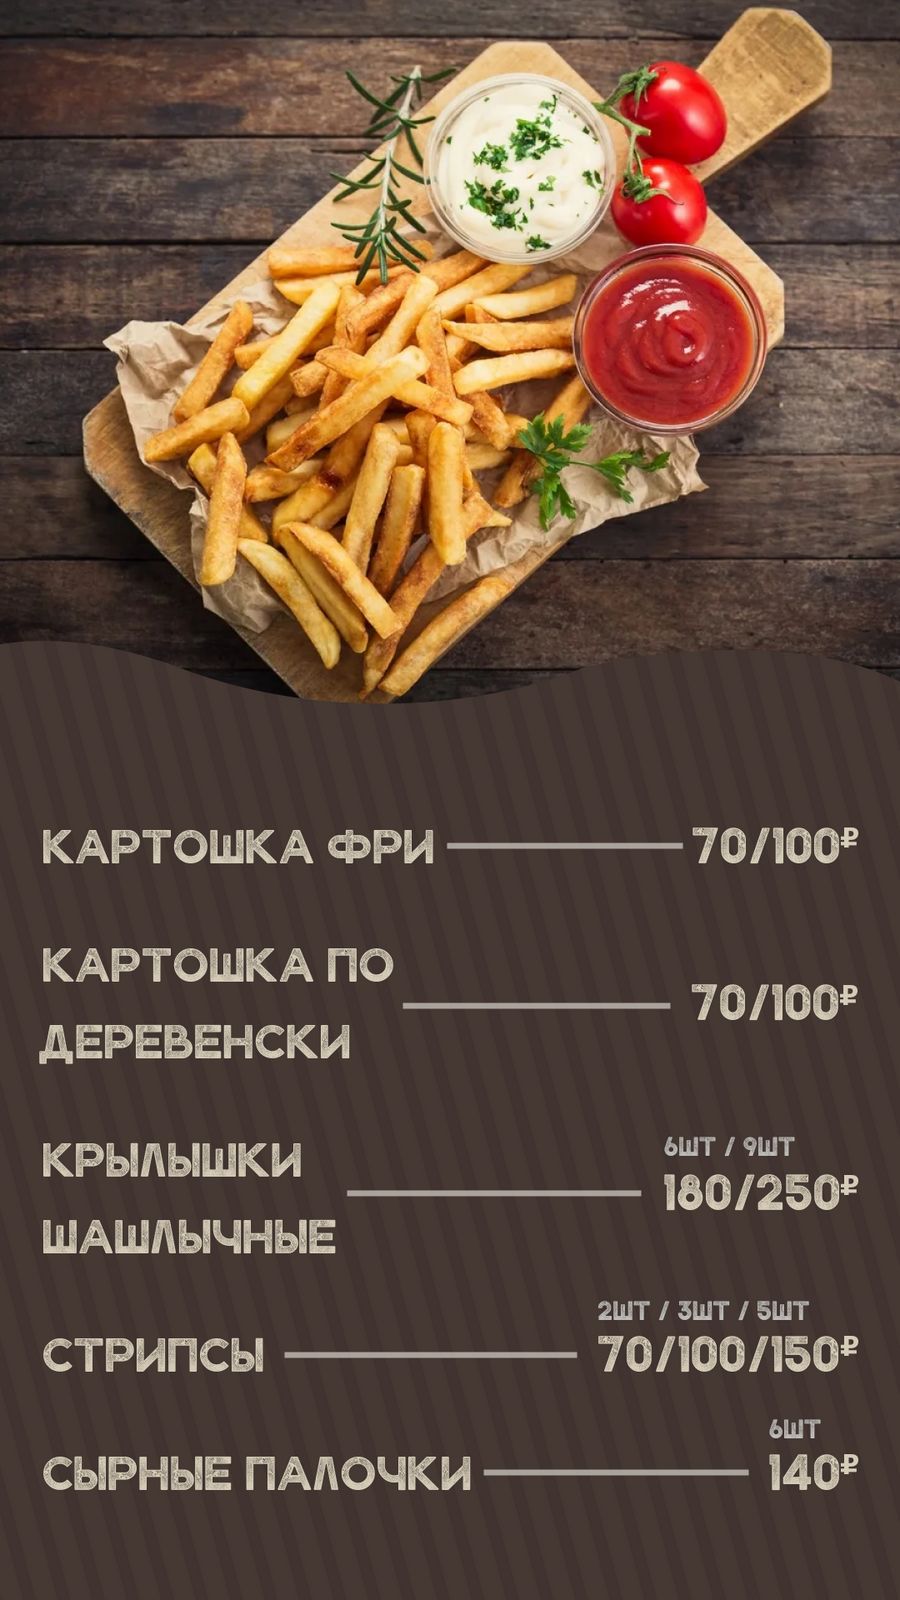 КАРТОШКА ФРИ 70/100₽
КАРТОШКА ПО
ДЕРЕВЕНСКИ
70/100₽
КРЫЛЫШКИ
ШАШЛЫЧНЫЕ
6ШТ / 9ШТ
180/250₽
2ШТ / 3ШТ / 5ШТ
СТРИПСЫ 70/100/150₽
6ШТ
СЫРНЫЕ ПАЛОЧКИ 140₽